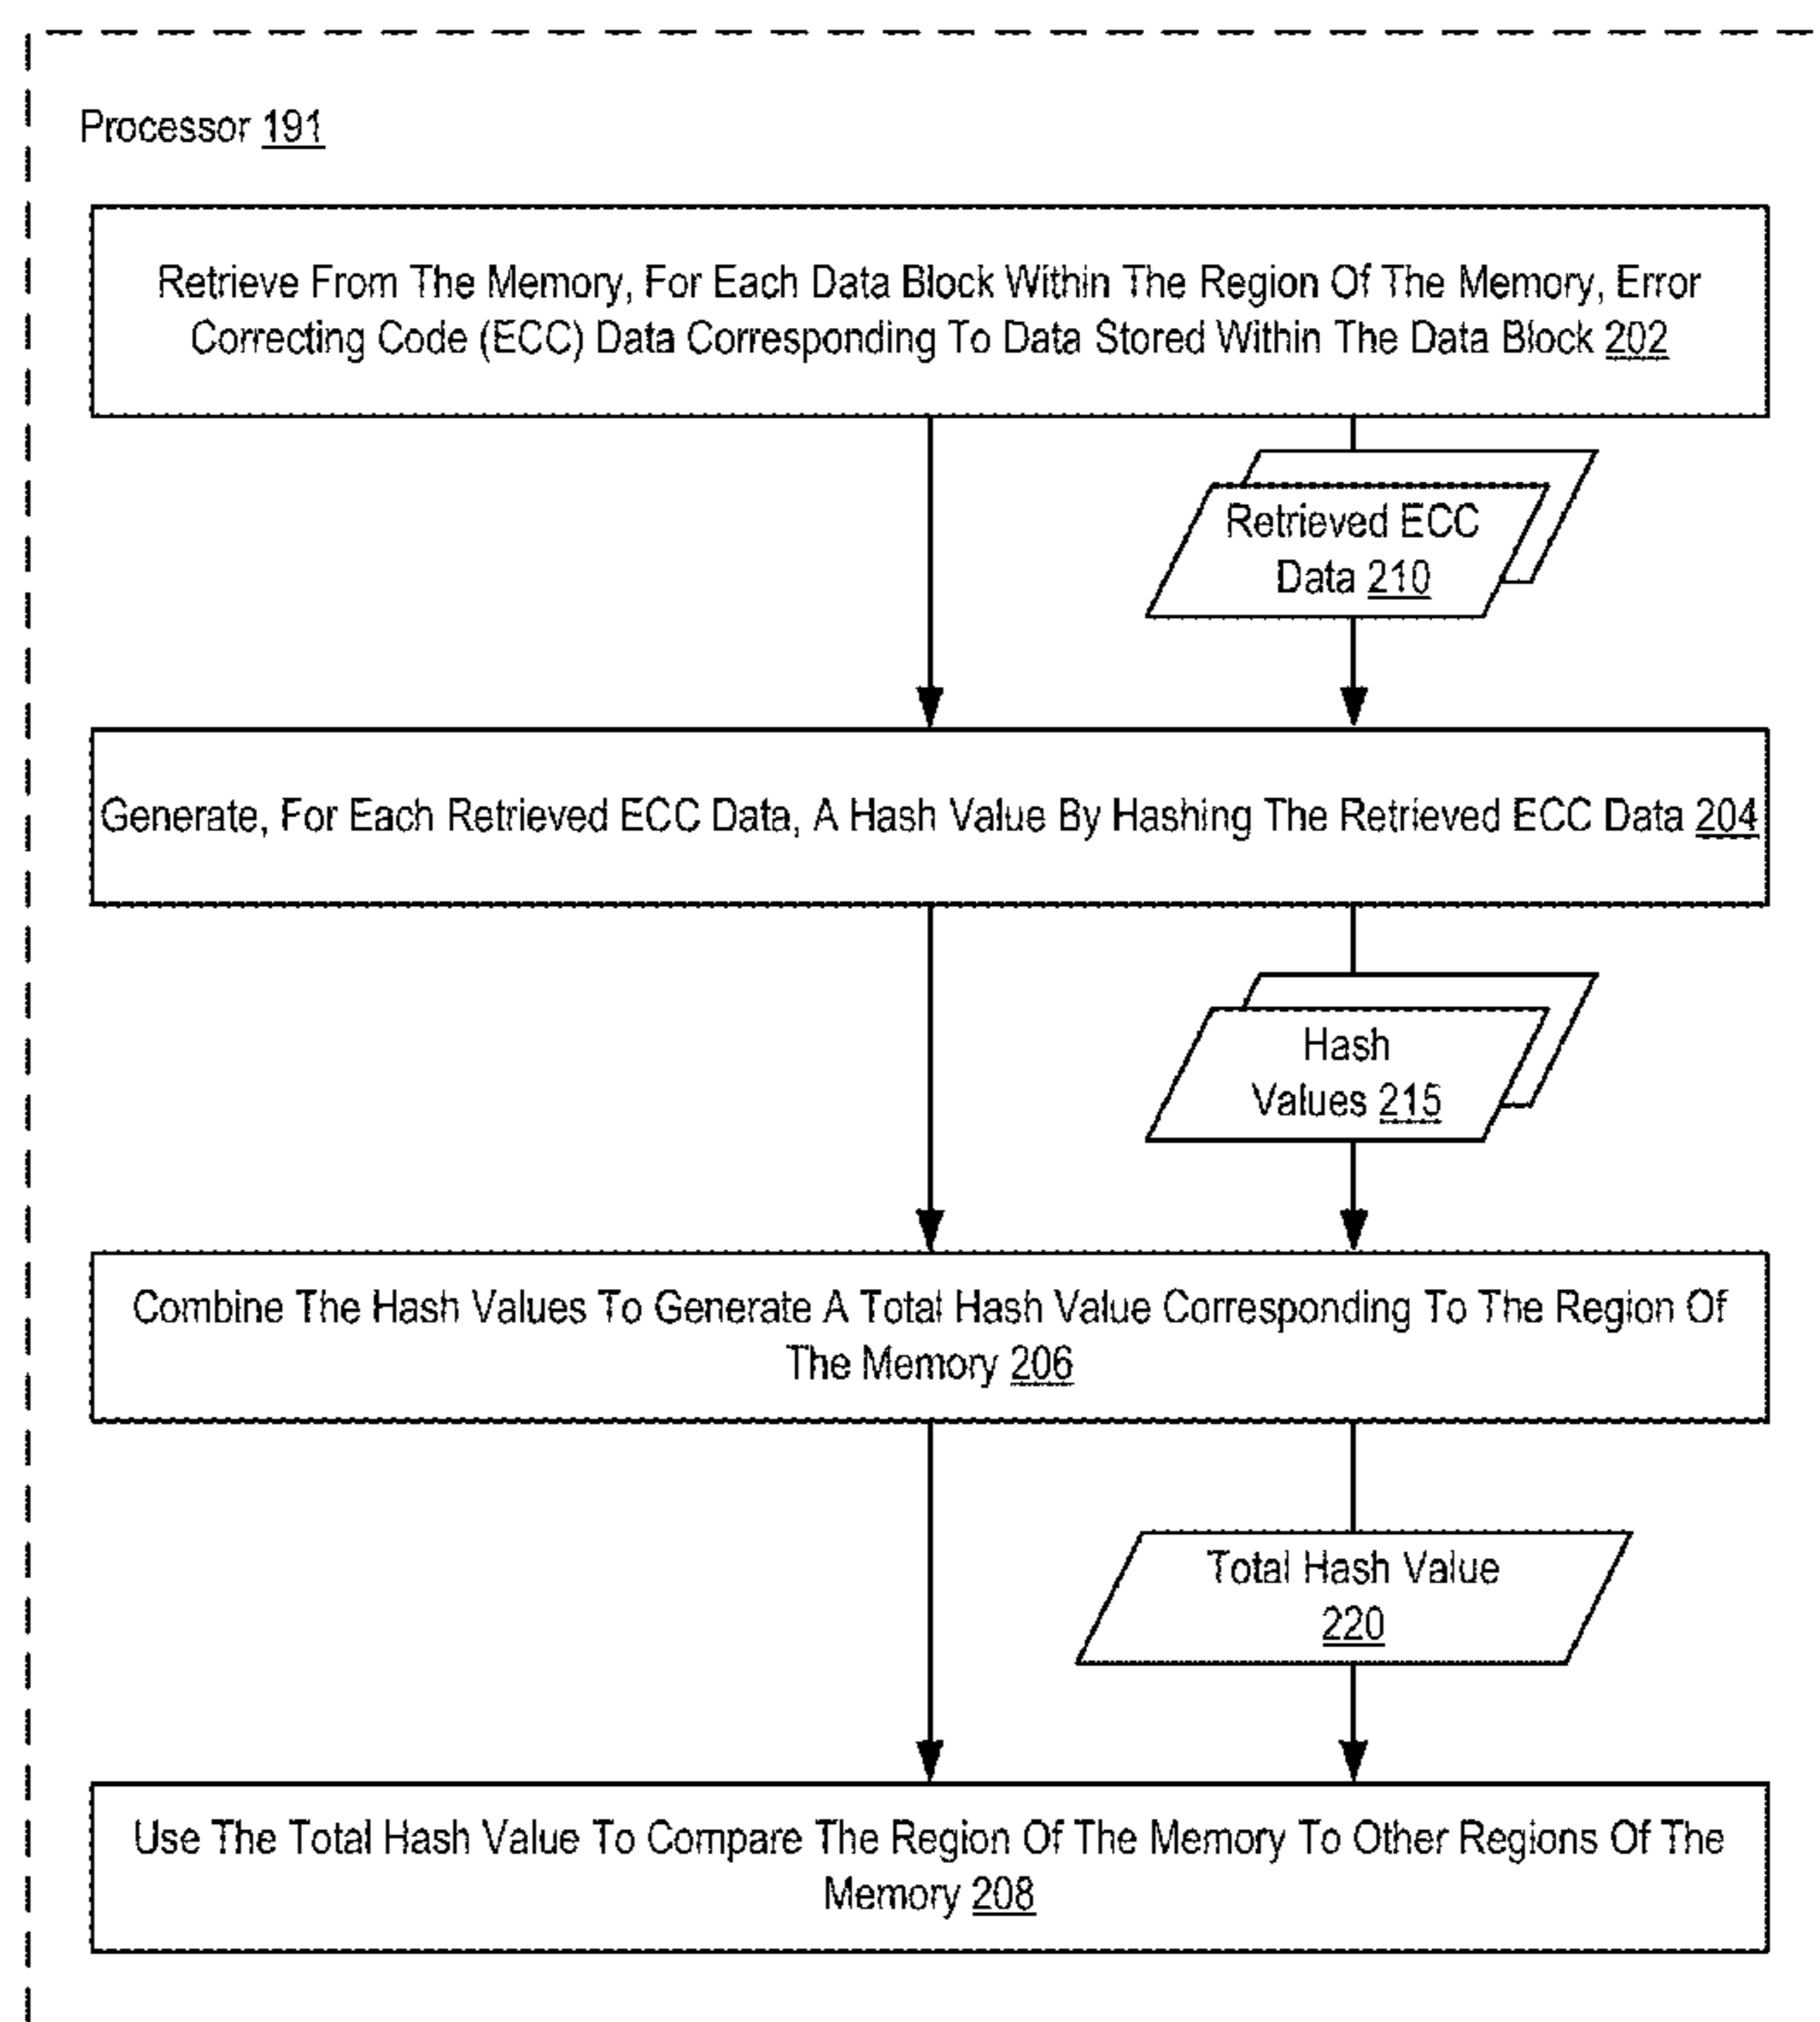 Processor 191
Retrieve From The Memory, For Each Data Block Within The Region Of The Memory, Error
Correcting Code (ECC) Data Corresponding To Data Stored Within The Data Block 202
Retrieved ECC
Data 210
Generate, For Each Retrieved ECC Data, A Hash Value By Hashing The Retrieved ECC Data 204
Hash
Values 215
Combine The Hash Values To Generate A Total Hash Value Corresponding To The Region Of
The Memory 206
Total Hash Value
220
Use The Total Hash Value To Compare The Region Of The Memory To Other Regions Of The
Memory 208